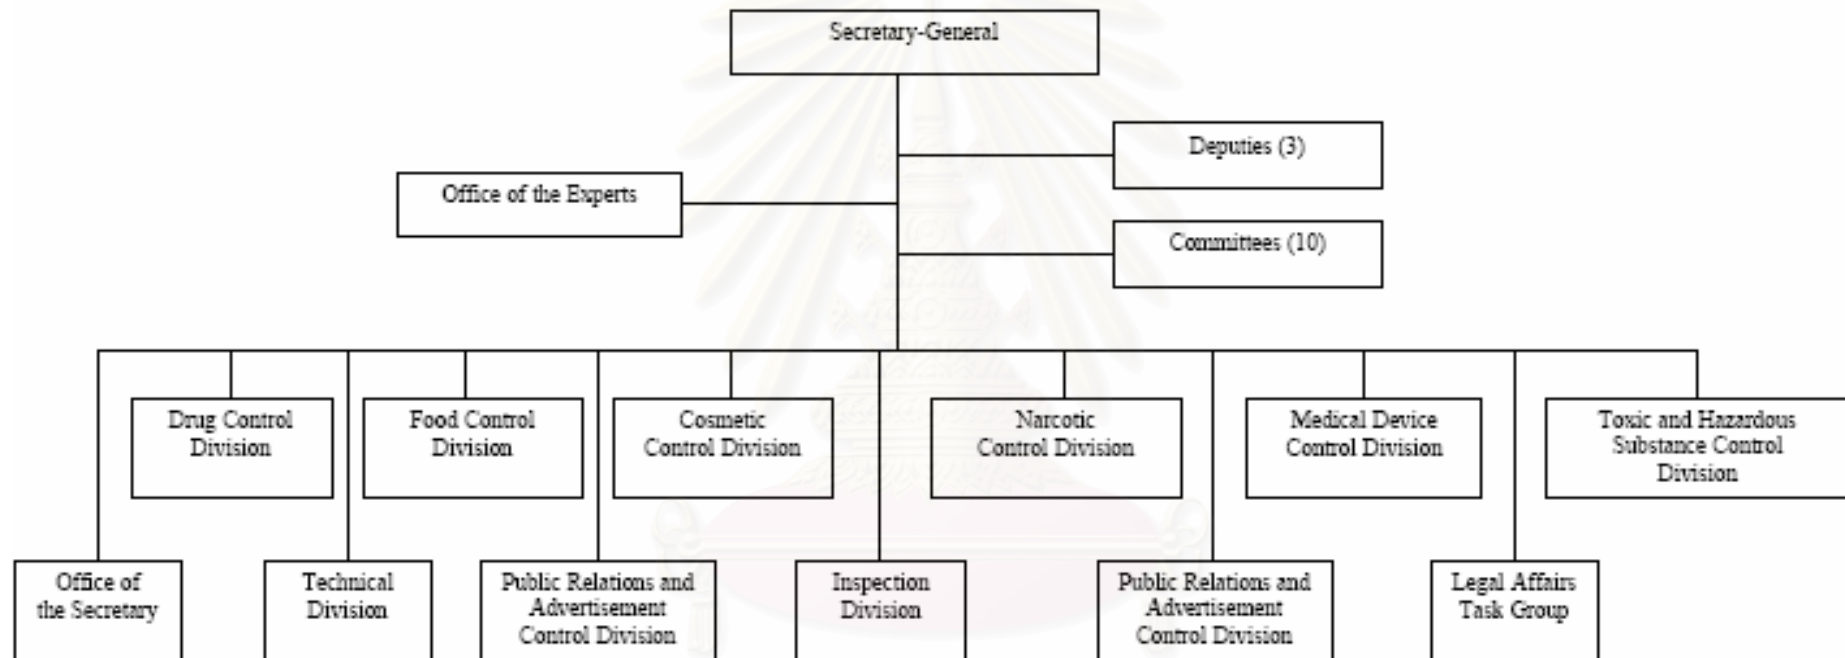 Secretary-General
Deputies (3)
Office of the Experts
Committees (10)
Drug Control
Division
Food Control
Division
Cosmetic
Control Division
Narcotic
Control Division
Medical Device
Control Division
Toxic and Hazardous
Substance Control
Division
Office of
the Secretary
Technical
Division
Public Relations and
Advertisement
Control Division
Inspection
Division
Public Relations and
Advertisement
Control Division
Legal Affairs
Task Group